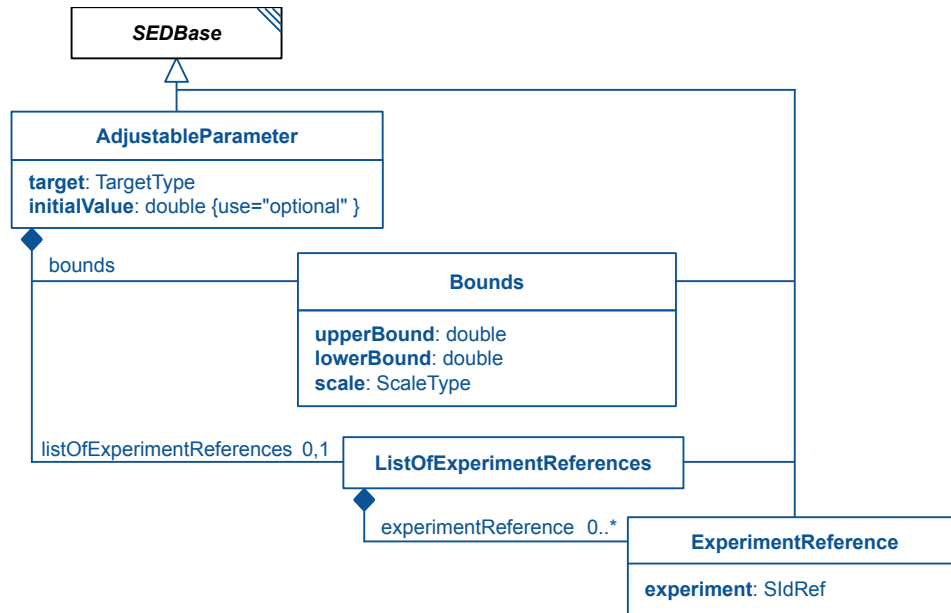 SEDBase
AdjustableParameter
target: TargetType
initialValue: double {use="optional" }
bounds
Bounds
upperBound: double
lowerBound: double
scale: ScaleType
listOfExperimentReferences 0,1
ListOfExperimentReferences
experimentReference 0..*
ExperimentReference
experiment: SIdRef